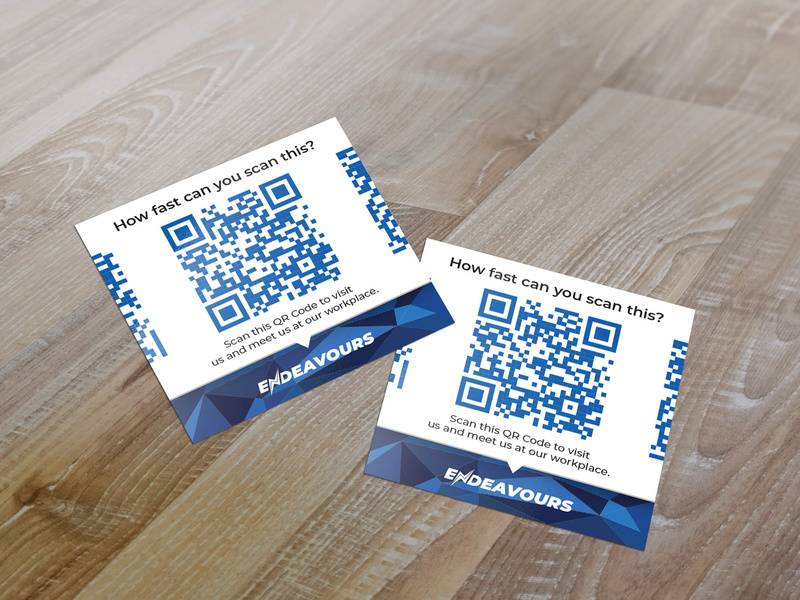 How fast can you scan this?
Scan this QR Code to visit
us and meet us at our workplace.
ENDEAVOURS
How fast can you scan this?
Scan this QR Code to visit
us and meet us at our workplace.
ENDEAVOURS